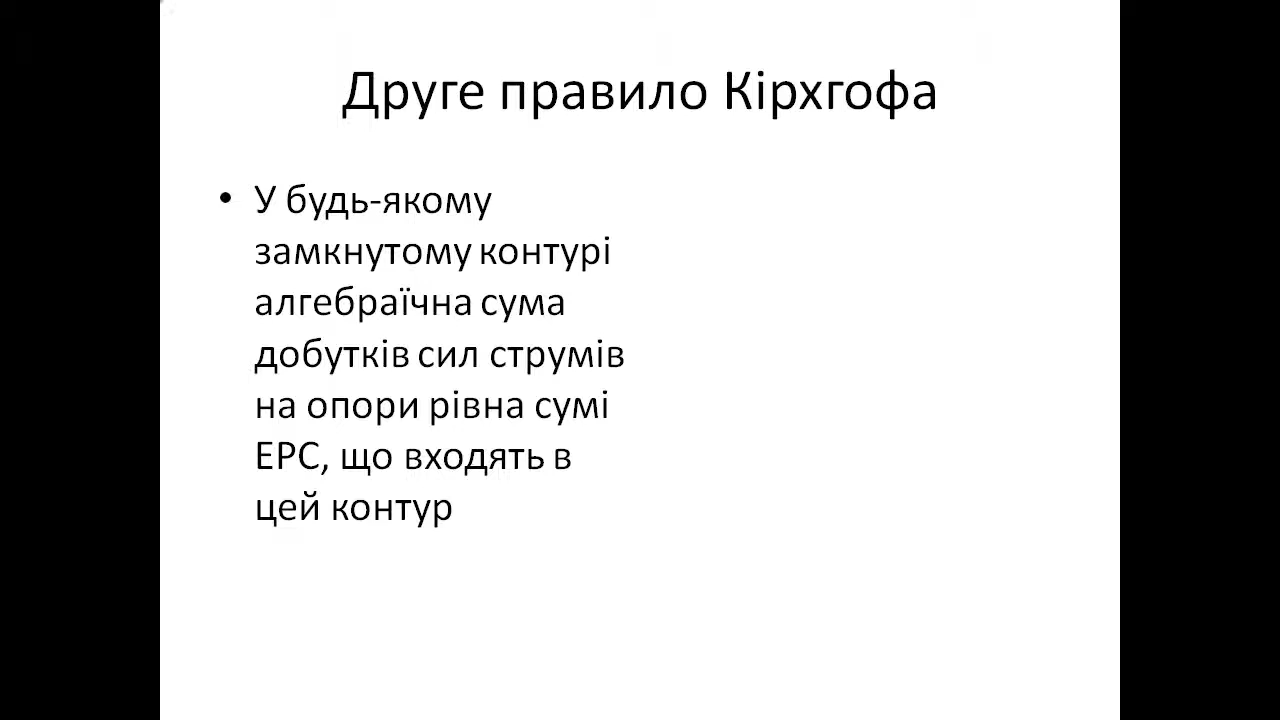 Друге правило Кірхгофа
• У будь-якому
замкнутому контурі
алгебраїчна сума
добутків сил струмів
на опори рівна сумі
ЕРС, що входять в
цей контур